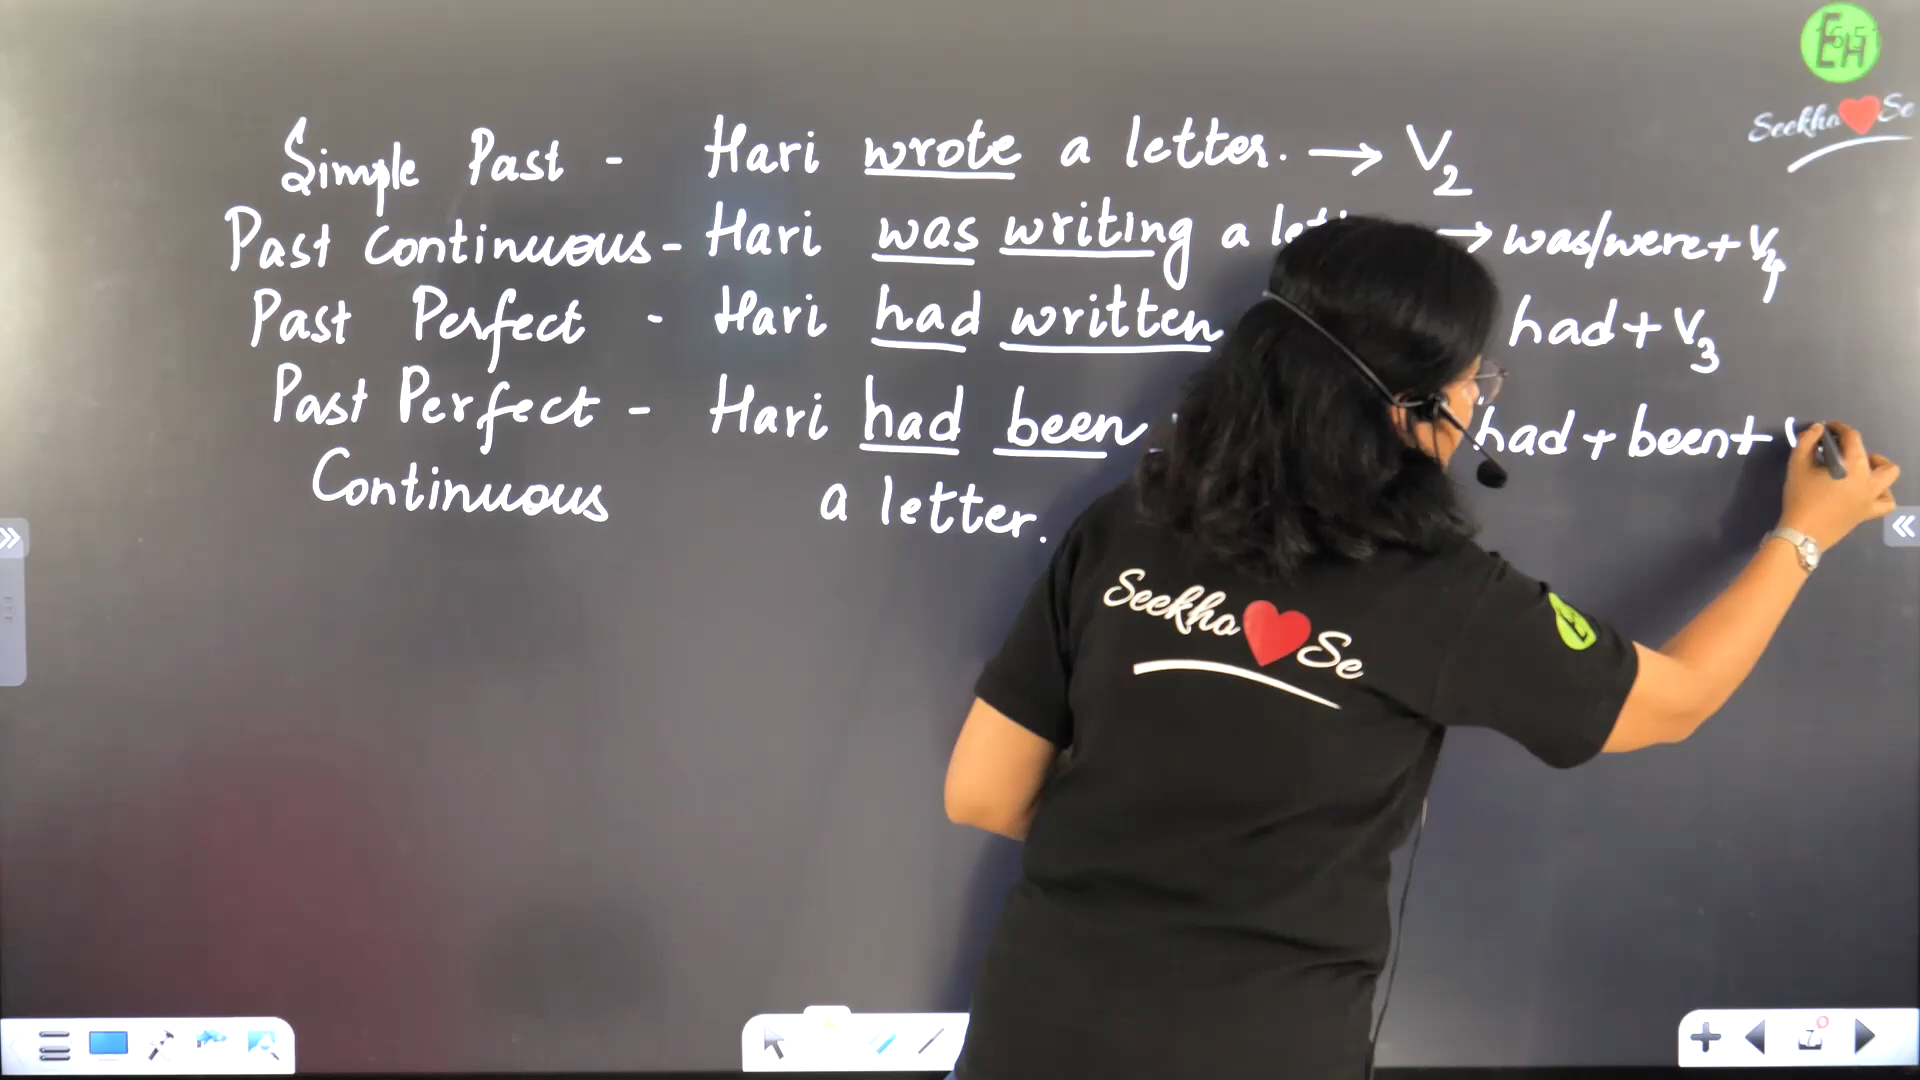 Simple Past - Hari wrote a letter. → V2
Past Continuous - Hari was writing a → was/were + V4
Past Perfect - Hari had written had + V3
Past Perfect - Hari had been had + been +
Continuous a letter.
EH
Seekho ❤ Se
Seekho ❤ Se